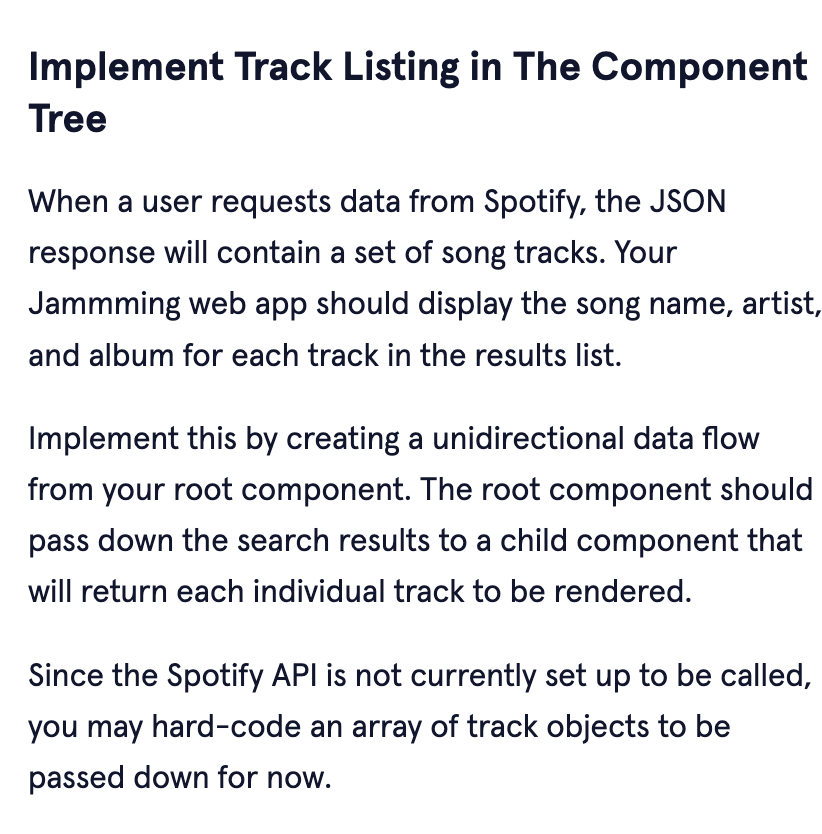 Implement Track Listing in The Component
Tree
When a user requests data from Spotify, the JSON
response will contain a set of song tracks. Your
Jammming web app should display the song name, artist,
and album for each track in the results list.
Implement this by creating a unidirectional data flow
from your root component. The root component should
pass down the search results to a child component that
will return each individual track to be rendered.
Since the Spotify API is not currently set up to be called,
you may hard-code an array of track objects to be
passed down for now.